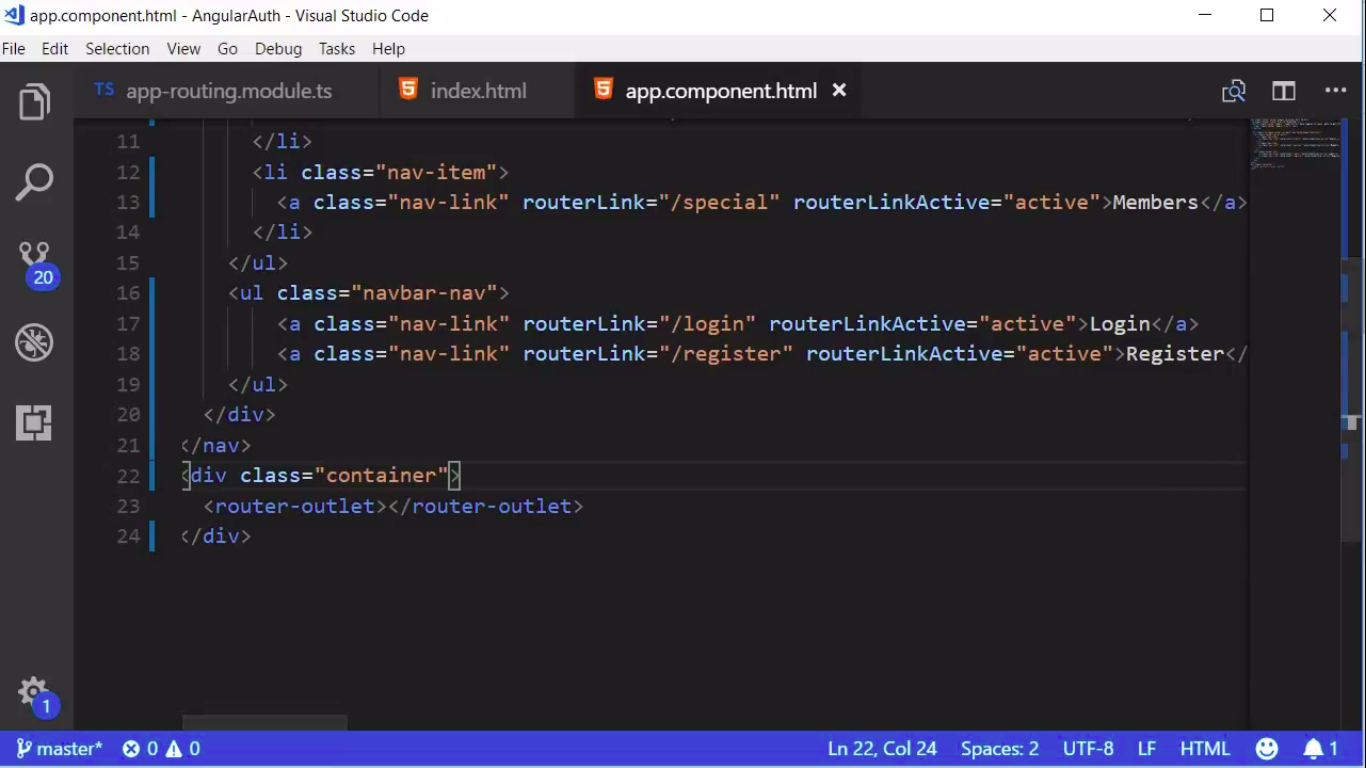 app.component.html - AngularAuth - Visual Studio Code
File Edit Selection View Go Debug Tasks Help
TS app-routing.module.ts index.html app.component.html
11 </li>
12 <li class="nav-item">
13 <a class="nav-link" routerLink="/special" routerLinkActive="active">Members</a>
14 </li>
15 </ul>
16 <ul class="navbar-nav">
17 <a class="nav-link" routerLink="/login" routerLinkActive="active">Login</a>
18 <a class="nav-link" routerLink="/register" routerLinkActive="active">Register</
19 </ul>
20 </div>
21 </nav>
22 <div class="container">
23 <router-outlet></router-outlet>
24 </div>
20
1
master* 0 0 Ln 22, Col 24 Spaces: 2 UTF-8 LF HTML 1